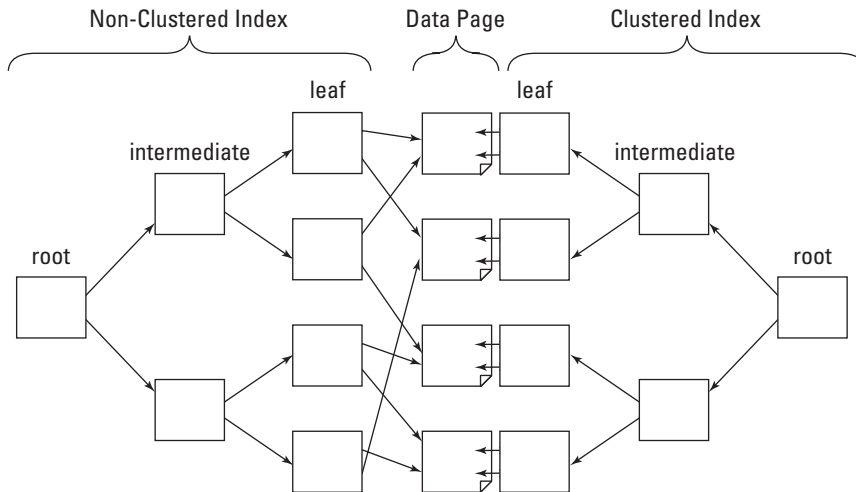 Non-Clustered Index
Data Page
Clustered Index
leaf
leaf
intermediate
intermediate
root
root